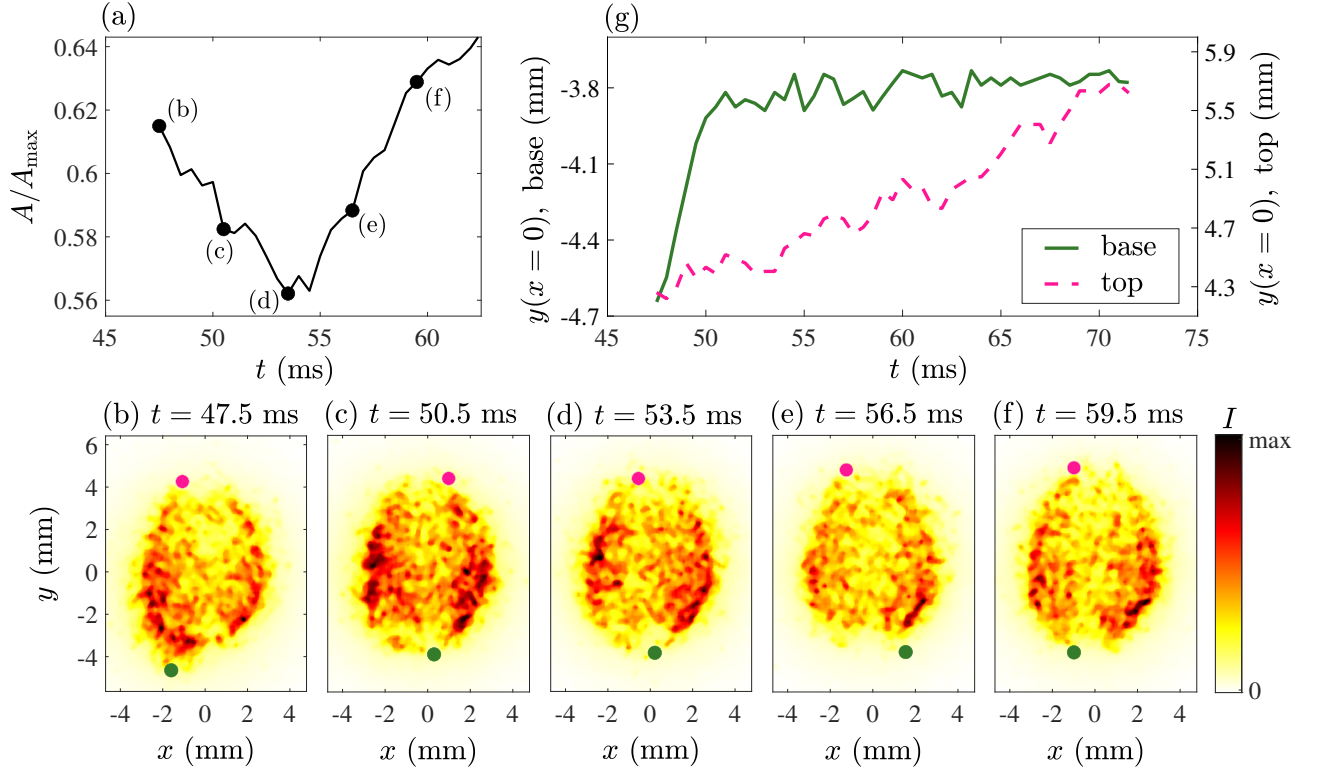 (a)
A/Amax
0.64
0.62
0.6
0.58
0.56
(b)
(c)
(d)
(e)
(f)
45 50 55 60
t (ms)
(g)
y(x = 0), base (mm)
-3.8
-4.1
-4.4
-4.7
5.9
5.5
5.1
4.7
4.3
y(x = 0), top (mm)
base
top
45 50 55 60 65 70 75
t (ms)
(b) t = 47.5 ms (c) t = 50.5 ms (d) t = 53.5 ms (e) t = 56.5 ms (f) t = 59.5 ms
I
max
0
y (mm)
6
4
2
0
-2
-4
-4 -2 0 2 4 -4 -2 0 2 4 -4 -2 0 2 4 -4 -2 0 2 4 -4 -2 0 2 4
x (mm) x (mm) x (mm) x (mm) x (mm)